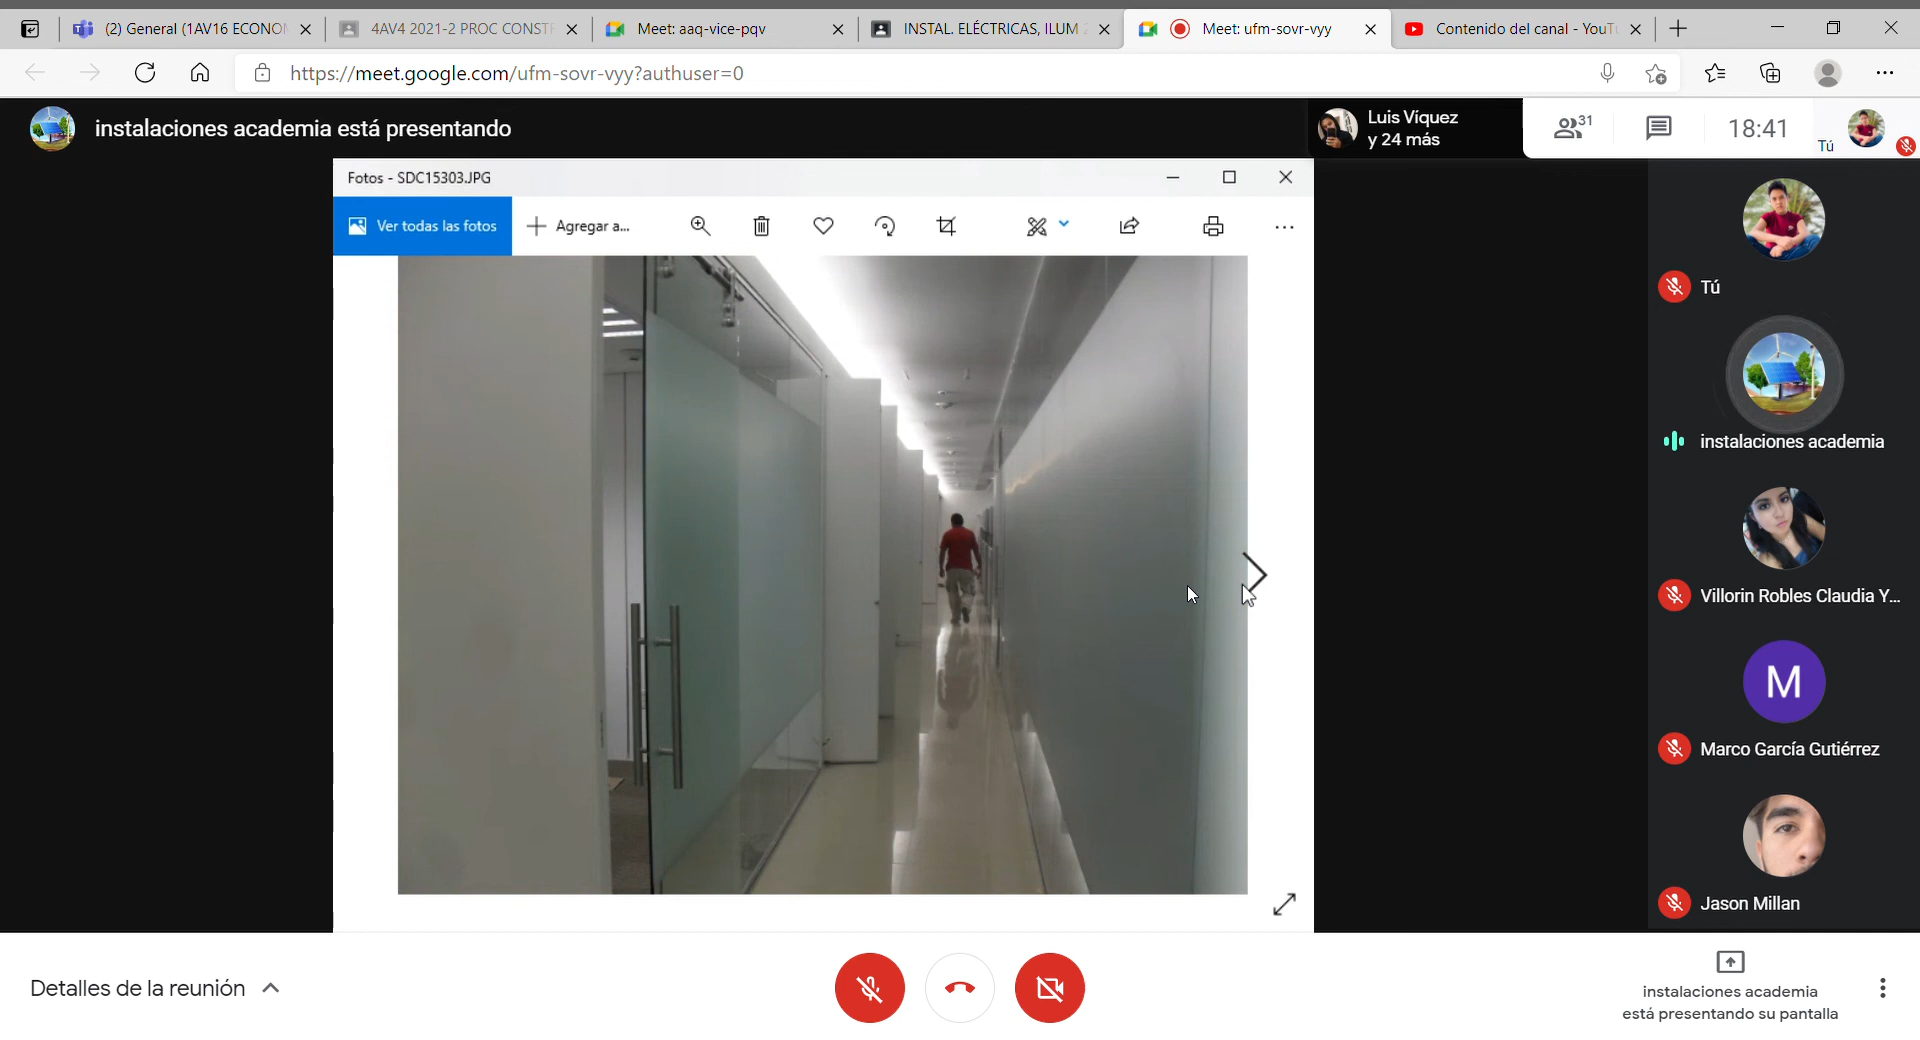 (2) General (1AV16 ECONO
4AV4 2021-2 PROC CONST
Meet: aaq-vice-pqv
INSTAL. ELÉCTRICAS, ILUM
Meet: ufm-sovr-vyy
Contenido del canal - YouT
https://meet.google.com/ufm-sovr-vyy?authuser=0
instalaciones academia está presentando
Luis Víquez
y 24 más
31
18:41
Tú
Fotos - SDC15303.JPG
Ver todas las fotos
Agregar a...
Tú
instalaciones academia
Villorin Robles Claudia Y...
M
Marco García Gutiérrez
Jason Millan
Detalles de la reunión
instalaciones academia
está presentando su pantalla